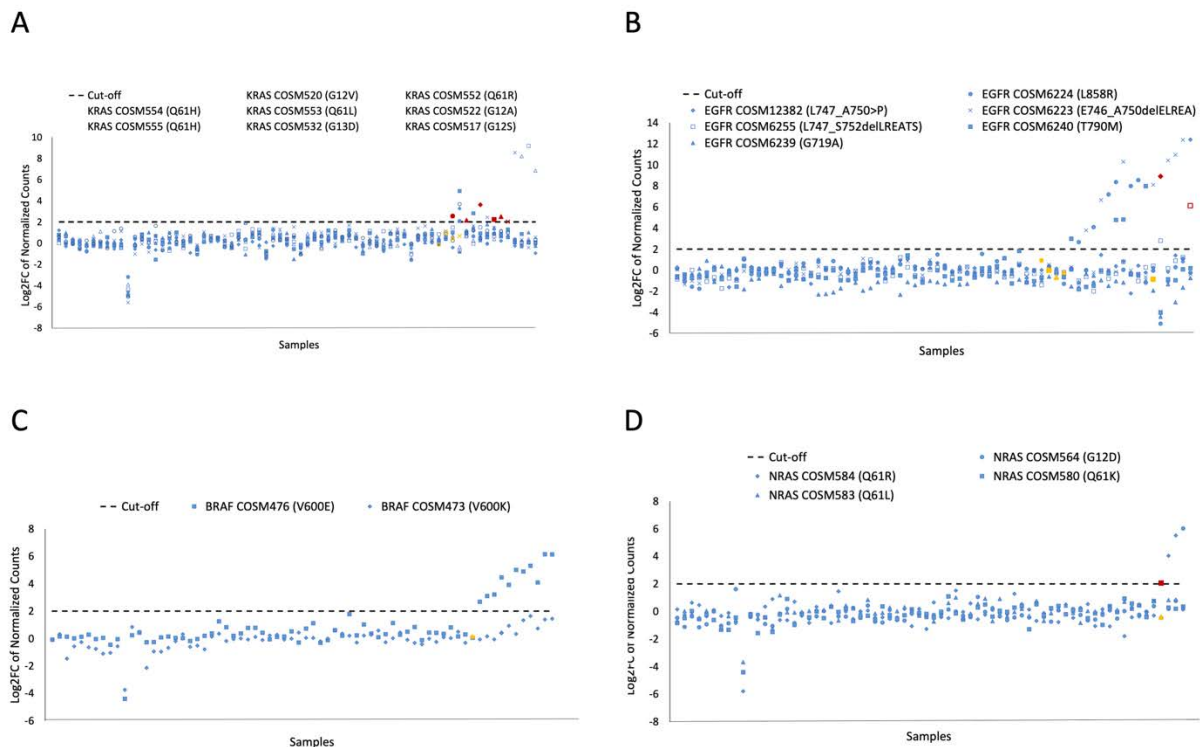 A
Cut-off KRAS COSM520 (G12V) KRAS COSM552 (Q61R)
KRAS COSM554 (Q61H) KRAS COSM553 (Q61L) KRAS COSM522 (G12A)
KRAS COSM555 (Q61H) KRAS COSM532 (G13D) KRAS COSM517 (G12S)
Log2FC of Normalized Counts
10
8
6
4
2
0
-2
-4
-6
-8
Samples
B
Cut-off EGFR COSM6224 (L858R)
EGFR COSM12382 (L747_A750>P) EGFR COSM6223 (E746_A750delELREA)
EGFR COSM6255 (L747_S752delLREATS) EGFR COSM6240 (T790M)
EGFR COSM6239 (G719A)
Log2FC of Normalized Counts
14
12
10
8
6
4
2
0
-2
-4
-6
Samples
C
Cut-off BRAF COSM476 (V600E) BRAF COSM473 (V600K)
Log2FC of Normalized Counts
8
6
4
2
0
-2
-4
-6
Samples
D
Cut-off NRAS COSM564 (G12D)
NRAS COSM584 (Q61R) NRAS COSM580 (Q61K)
NRAS COSM583 (Q61L)
Log2FC of Normalized Counts
8
6
4
2
0
-2
-4
-6
-8
Samples